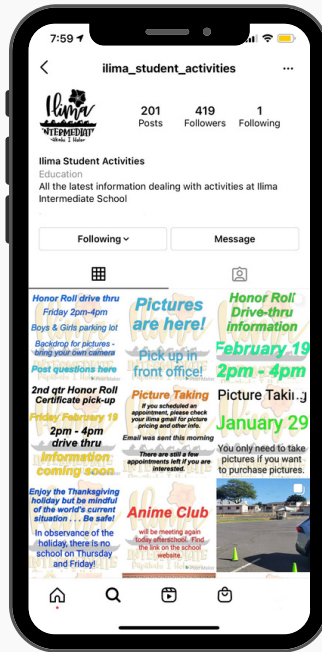 7:59
ilima_student_activities
Ilima
INTERMEDIATE
201
Posts
419
Followers
1
Following
Ilima Student Activities
Education
All the latest information dealing with activities at Ilima
Intermediate School
Following
Message
Honor Roll drive thru
Friday 2pm-4pm
Boys & Girls parking lot
Backdrop for pictures -
bring your own camera
Post questions here
Pictures
are here!
Pick up in
front office!
Honor Roll
Drive-thru
information
February 19
2pm - 4pm
2nd qtr Honor Roll
Certificate pick-up
Friday February 19
2pm - 4pm
drive thru
Information
coming soon
Picture Taking
If you scheduled an
appointment, please check
your ilima gmail for picture
pricing and other info.
Email was sent this morning
There are still a few
appointments left if you are
interested.
Picture Taki..g
January 29
You only need to take
pictures if you want
to purchase pictures.
Enjoy the Thanksgiving
holiday but be mindful
of the world's current
situation . . . Be safe!
In observance of the
holiday, there is no
school on Thursday
and Friday!
Anime Club
will be meeting again
today afterschool. Find
the link on the school
website.